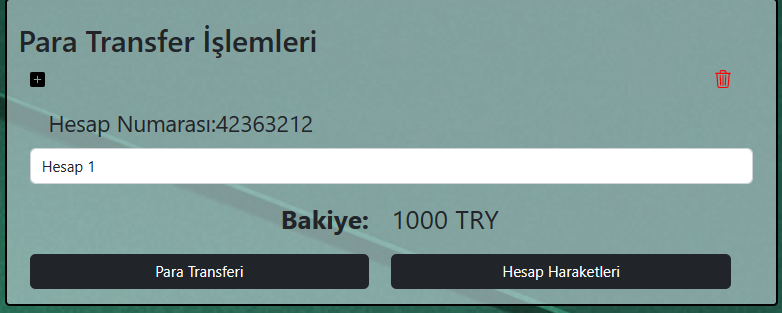 Para Transfer İşlemleri
Hesap Numarası:42363212
Hesap 1
Bakiye: 1000 TRY
Para Transferi Hesap Haraketleri